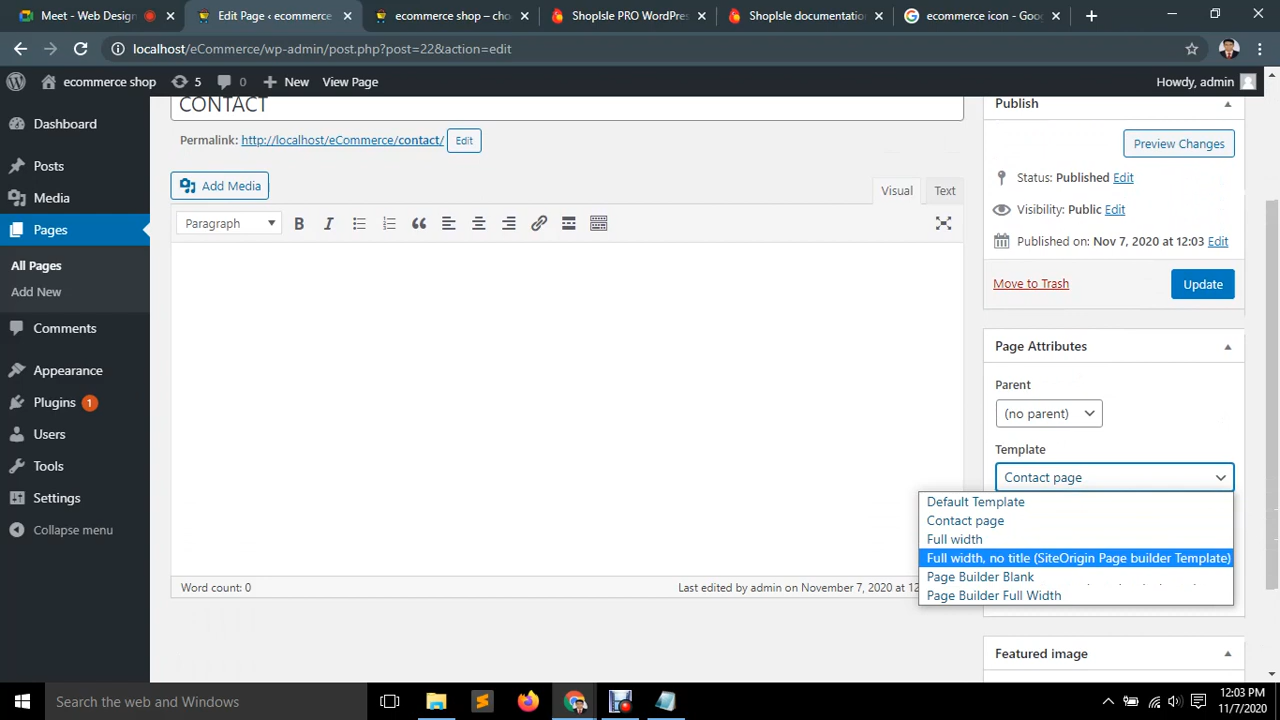 Meet - Web Design
Edit Page ‹ ecommerce
ecommerce shop – cho
ShopIsle PRO WordPres
ShopIsle documentatio
ecommerce icon - Goo
localhost/eCommerce/wp-admin/post.php?post=22&action=edit
ecommerce shop
5
0
New
View Page
Howdy, admin
Dashboard
Posts
Media
Pages
All Pages
Add New
Comments
Appearance
Plugins 1
Users
Tools
Settings
Collapse menu
CONTACT
Permalink: http://localhost/eCommerce/contact/ Edit
Add Media
Visual Text
Paragraph
Word count: 0
Last edited by admin on November 7, 2020 at 12
Publish
Preview Changes
Status: Published Edit
Visibility: Public Edit
Published on: Nov 7, 2020 at 12:03 Edit
Move to Trash
Update
Page Attributes
Parent
(no parent)
Template
Contact page
Default Template
Contact page
Full width
Full width, no title (SiteOrigin Page builder Template)
Page Builder Blank
Page Builder Full Width
Featured image
Search the web and Windows
12:03 PM
11/7/2020